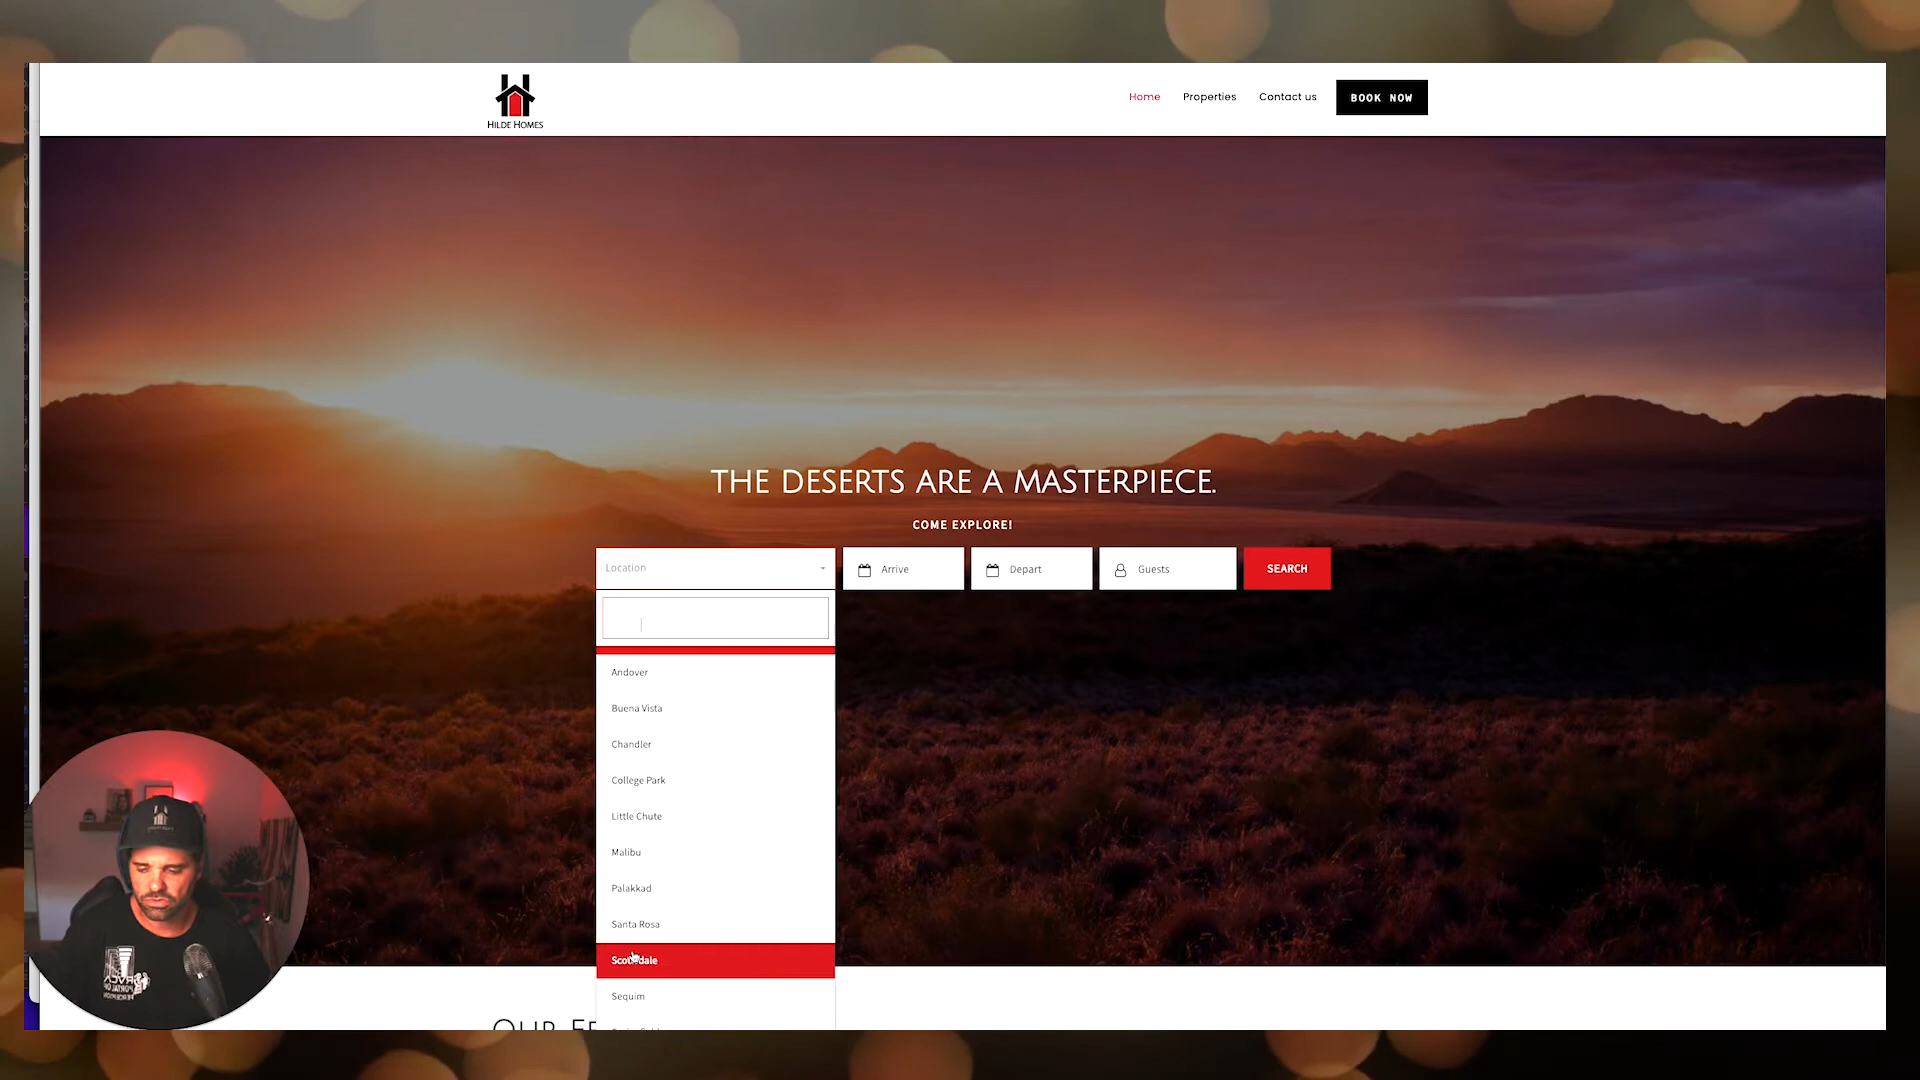 HILDE HOMES
Home
Properties
Contact us
BOOK NOW
THE DESERTS ARE A MASTERPIECE.
COME EXPLORE!
Location
Arrive
Depart
Guests
SEARCH
Andover
Buena Vista
Chandler
College Park
Little Chute
Malibu
Palakkad
Santa Rosa
Scottsdale
Sequim
OUR